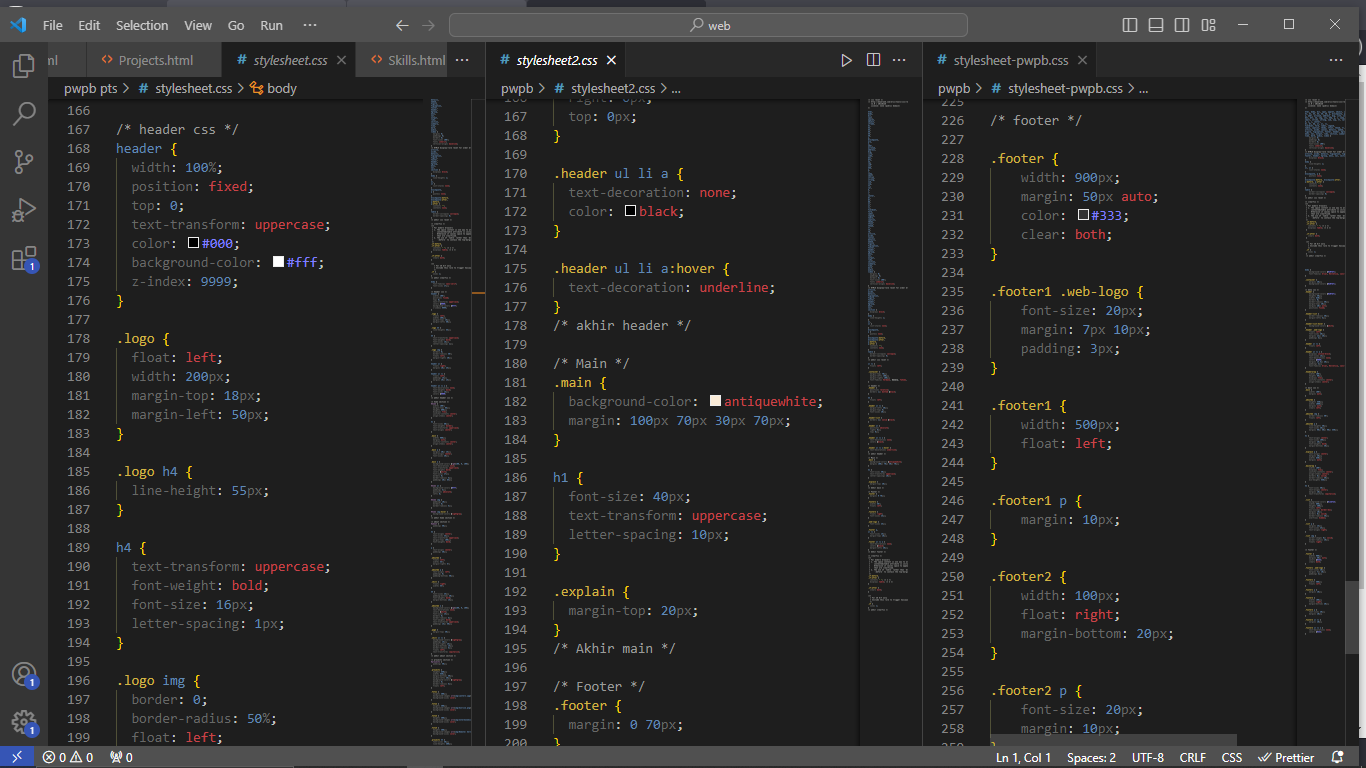 File Edit Selection View Go Run ···
web
ml Projects.html stylesheet.css Skills.html ···
pwpb pts > # stylesheet.css > body
166
167 /* header css */
168 header {
169 width: 100%;
170 position: fixed;
171 top: 0;
172 text-transform: uppercase;
173 color: #000;
174 background-color: #fff;
175 z-index: 9999;
176 }
177
178 .logo {
179 float: left;
180 width: 200px;
181 margin-top: 18px;
182 margin-left: 50px;
183 }
184
185 .logo h4 {
186 line-height: 55px;
187 }
188
189 h4 {
190 text-transform: uppercase;
191 font-weight: bold;
192 font-size: 16px;
193 letter-spacing: 1px;
194 }
195
196 .logo img {
197 border: 0;
198 border-radius: 50%;
199 float: left;
# stylesheet2.css ···
pwpb > # stylesheet2.css > ...
166 right: 0px;
167 top: 0px;
168 }
169
170 .header ul li a {
171 text-decoration: none;
172 color: black;
173 }
174
175 .header ul li a:hover {
176 text-decoration: underline;
177 }
178 /* akhir header */
179
180 /* Main */
181 .main {
182 background-color: antiquewhite;
183 margin: 100px 70px 30px 70px;
184 }
185
186 h1 {
187 font-size: 40px;
188 text-transform: uppercase;
189 letter-spacing: 10px;
190 }
191
192 .explain {
193 margin-top: 20px;
194 }
195 /* Akhir main */
196
197 /* Footer */
198 .footer {
199 margin: 0 70px;
200 }
# stylesheet-pwpb.css ···
pwpb > # stylesheet-pwpb.css > ...
225
226 /* footer */
227
228 .footer {
229 width: 900px;
230 margin: 50px auto;
231 color: #333;
232 clear: both;
233 }
234
235 .footer1 .web-logo {
236 font-size: 20px;
237 margin: 7px 10px;
238 padding: 3px;
239 }
240
241 .footer1 {
242 width: 500px;
243 float: left;
244 }
245
246 .footer1 p {
247 margin: 10px;
248 }
249
250 .footer2 {
251 width: 100px;
252 float: right;
253 margin-bottom: 20px;
254 }
255
256 .footer2 p {
257 font-size: 20px;
258 margin: 10px;
259 }
1
1
1
0 0 0 Ln 1, Col 1 Spaces: 2 UTF-8 CRLF CSS Prettier